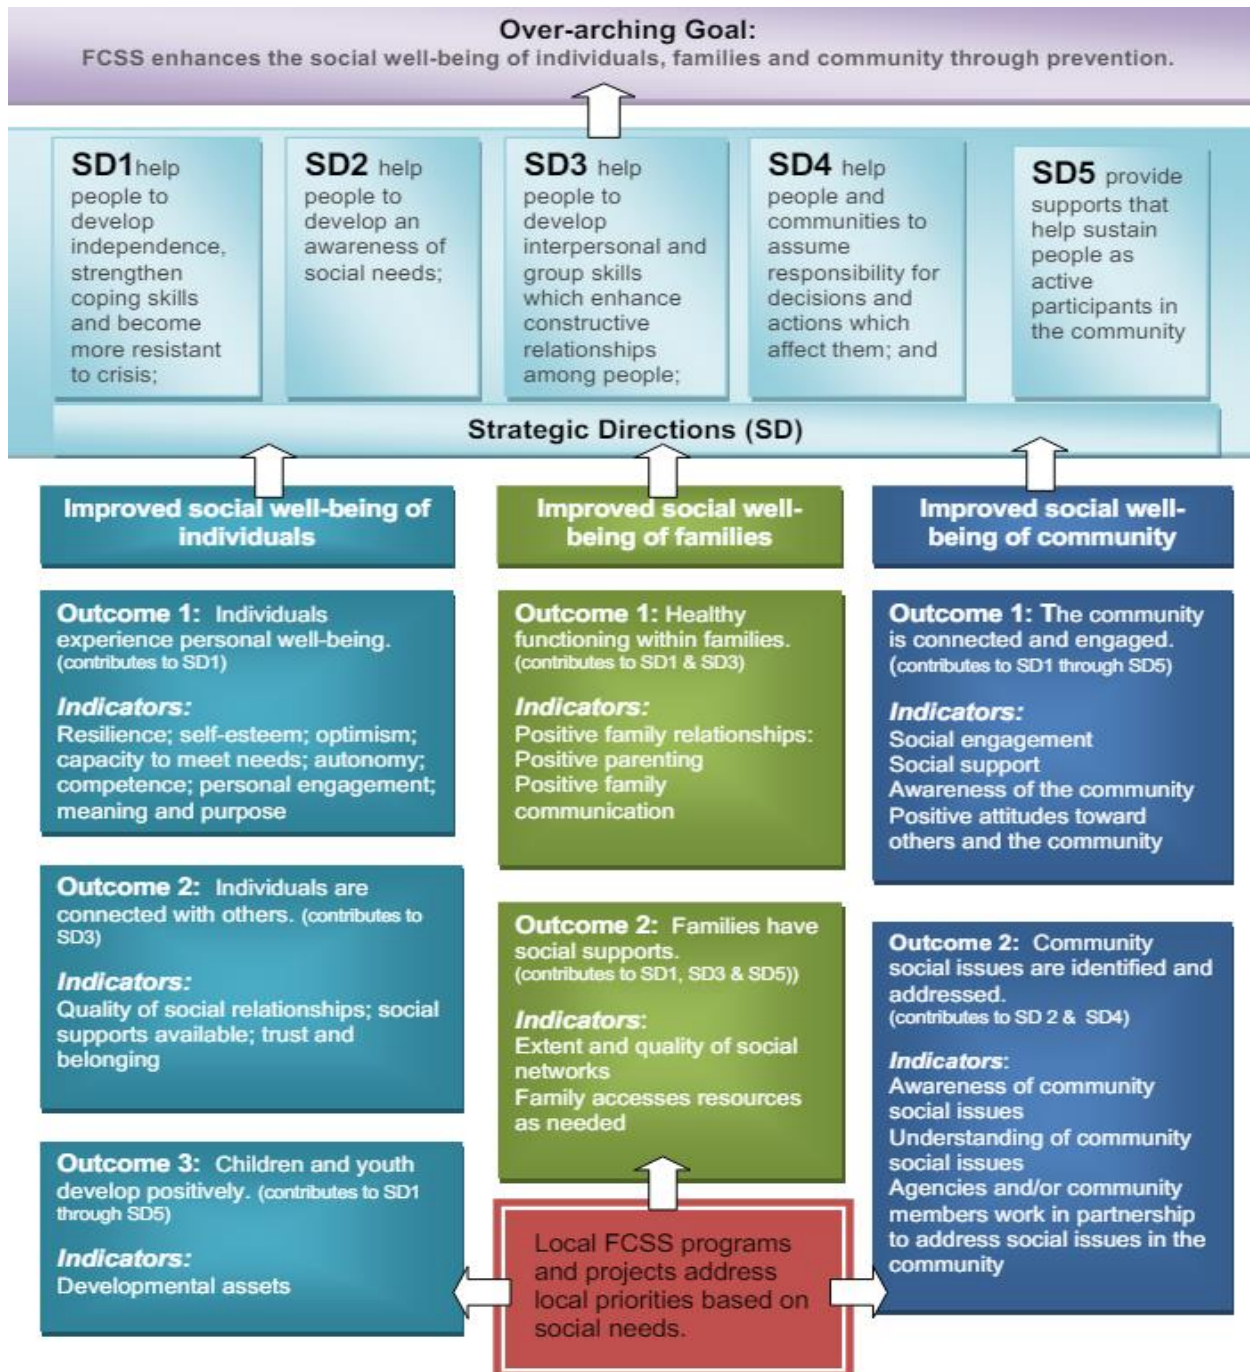 Over-arching Goal:
FCSS enhances the social well-being of individuals, families and community through prevention.
SD1 help
people to
develop
independence,
strengthen
coping skills
and become
more resistant
to crisis;
SD2 help
people to
develop an
awareness of
social needs;
SD3 help
people to
develop
interpersonal and
group skills
which enhance
constructive
relationships
among people;
SD4 help
people and
communities to
assume
responsibility for
decisions and
actions which
affect them; and
SD5 provide
supports that
help sustain
people as
active
participants in
the community
Strategic Directions (SD)
Improved social well-being of
individuals
Outcome 1: Individuals
experience personal well-being.
(contributes to SD1)
Indicators:
Resilience; self-esteem; optimism;
capacity to meet needs; autonomy;
competence; personal engagement;
meaning and purpose
Outcome 2: Individuals are
connected with others. (contributes to
SD3)
Indicators:
Quality of social relationships; social
supports available; trust and
belonging
Outcome 3: Children and youth
develop positively. (contributes to SD1
through SD5)
Indicators:
Developmental assets
Improved social well-
being of families
Outcome 1: Healthy
functioning within families.
(contributes to SD1 & SD3)
Indicators:
Positive family relationships:
Positive parenting
Positive family
communication
Outcome 2: Families have
social supports.
(contributes to SD1, SD3 & SD5))
Indicators:
Extent and quality of social
networks
Family accesses resources
as needed
Local FCSS programs
and projects address
local priorities based on
social needs.
Improved social well-
being of community
Outcome 1: The community
is connected and engaged.
(contributes to SD1 through SD5)
Indicators:
Social engagement
Social support
Awareness of the community
Positive attitudes toward
others and the community
Outcome 2: Community
social issues are identified and
addressed.
(contributes to SD 2 & SD4)
Indicators:
Awareness of community
social issues
Understanding of community
social issues
Agencies and/or community
members work in partnership
to address social issues in the
community